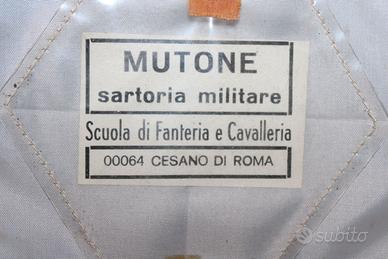 MUTONE
sartoria militare
Scuola di Fanteria e Cavalleria
00064 CESANO DI ROMA
subito